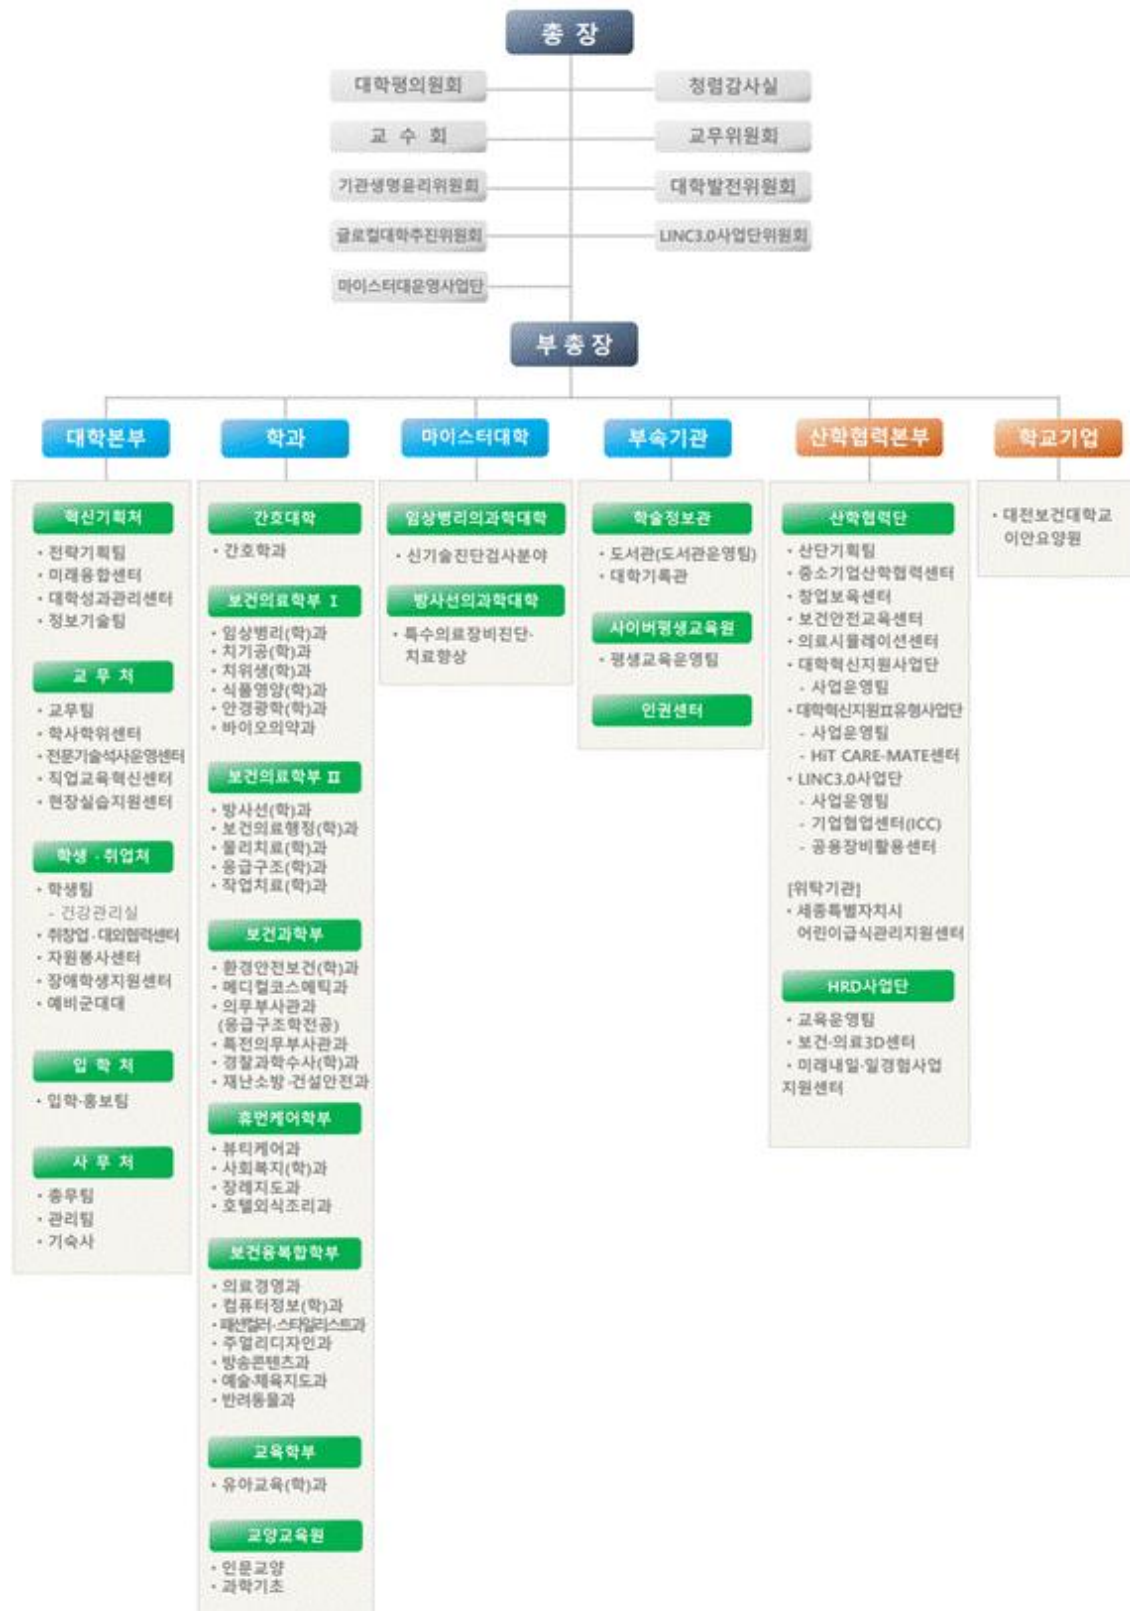 총 장
대학평의원회
청렴감사실
교 수 회
교무위원회
기관생명윤리위원회
대학발전위원회
글로컬대학추진위원회
LINC3.0사업단위원회
마이스터대운영사업단
부 총 장
대학본부
혁신기획처
• 전략기획팀
• 미래융합센터
• 대학성과관리센터
• 정보기술팀
교 무 처
• 교무팀
• 학사학위센터
• 전문기술석사운영센터
• 직업교육혁신센터
• 현장실습지원센터
학생 · 취업처
• 학생팀
- 건강관리실
• 취창업 · 대외협력센터
• 자원봉사센터
• 장애학생지원센터
• 예비군대대
입 학 처
• 입학·홍보팀
사 무 처
• 총무팀
• 관리팀
• 기숙사
학과
간호대학
• 간호학과
보건의료학부 I
• 임상병리(학)과
• 치기공(학)과
• 치위생(학)과
• 식품영양(학)과
• 안경광학(학)과
• 바이오의약과
보건의료학부 II
• 방사선(학)과
• 보건의료행정(학)과
• 물리치료(학)과
• 응급구조(학)과
• 작업치료(학)과
보건과학부
• 환경안전보건(학)과
• 메디컬코스메틱과
• 의무부사관과
(응급구조학전공)
• 특전의무부사관과
• 경찰과학수사(학)과
• 재난소방·건설안전과
휴먼케어학부
• 뷰티케어과
• 사회복지(학)과
• 장례지도과
• 호텔외식조리과
보건융복합학부
• 의료경영과
• 컴퓨터정보(학)과
• 패션컬러·스타일리스트과
• 주얼리디자인과
• 방송콘텐츠과
• 예술·체육지도과
• 반려동물과
교육학부
• 유아교육(학)과
교양교육원
• 인문교양
• 과학기초
마이스터대학
임상병리의과학대학
• 신기술진단검사분야
방사선의과학대학
• 특수의료장비진단·
치료향상
부속기관
학술정보관
• 도서관(도서관운영팀)
• 대학기록관
사이버평생교육원
• 평생교육운영팀
인권센터
산학협력본부
산학협력단
• 산단기획팀
• 중소기업산학협력센터
• 창업보육센터
• 보건안전교육센터
• 의료시뮬레이션센터
• 대학혁신지원사업단
- 사업운영팀
• 대학혁신지원II유형사업단
- 사업운영팀
- HiT CARE-MATE센터
• LINC3.0사업단
- 사업운영팀
- 기업협업센터(ICC)
- 공용장비활용센터
[위탁기관]
• 세종특별자치시
어린이급식관리지원센터
HRD사업단
• 교육운영팀
• 보건·의료3D센터
• 미래내일·일경험사업
지원센터
학교기업
• 대전보건대학교
이안요양원